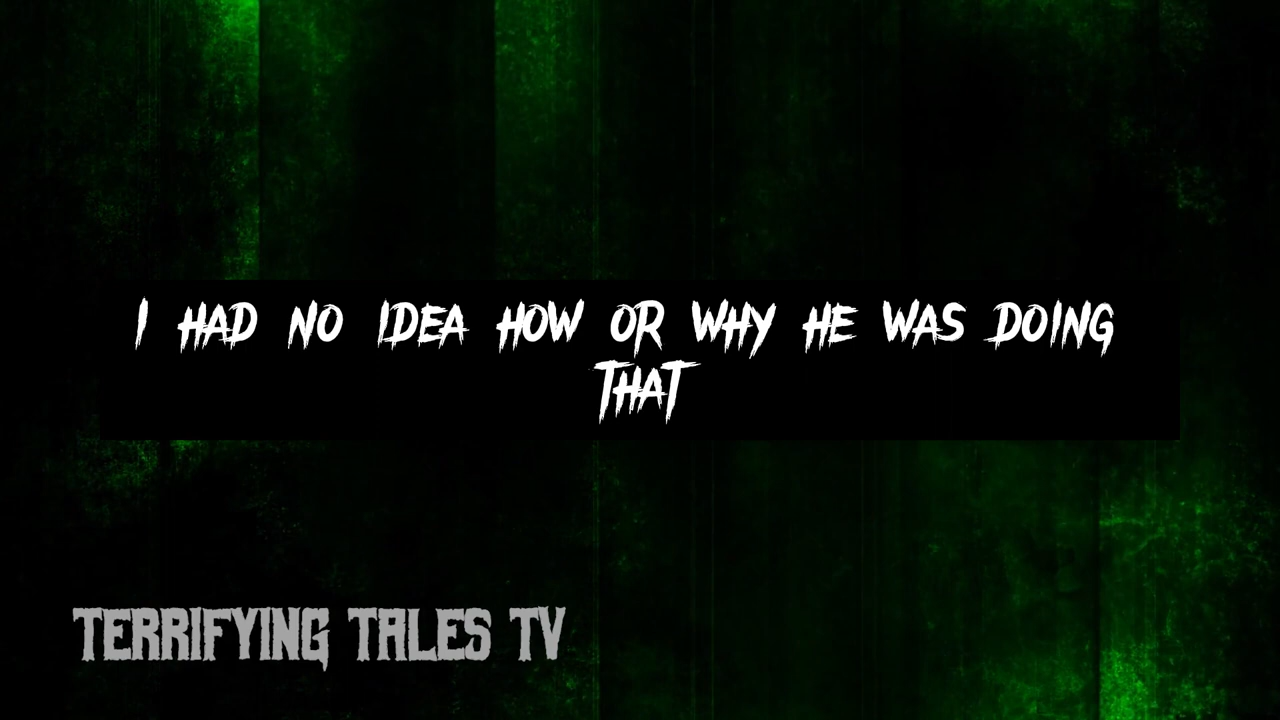 I HAD NO IDEA HOW OR WHY HE WAS DOING
THAT
TERRIFYING TALES TV